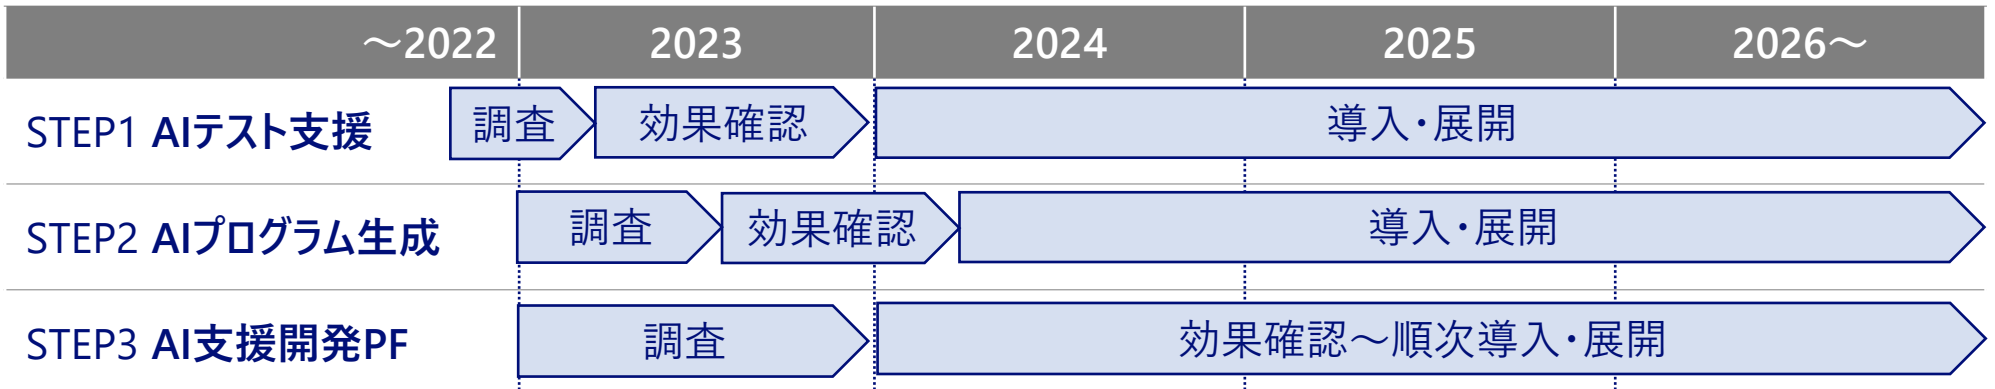 ～2022 2023 2024 2025 2026～
STEP1 AIテスト支援 調査 効果確認 導入・展開
STEP2 AIプログラム生成 調査 効果確認 導入・展開
STEP3 AI支援開発PF 調査 効果確認～順次導入・展開